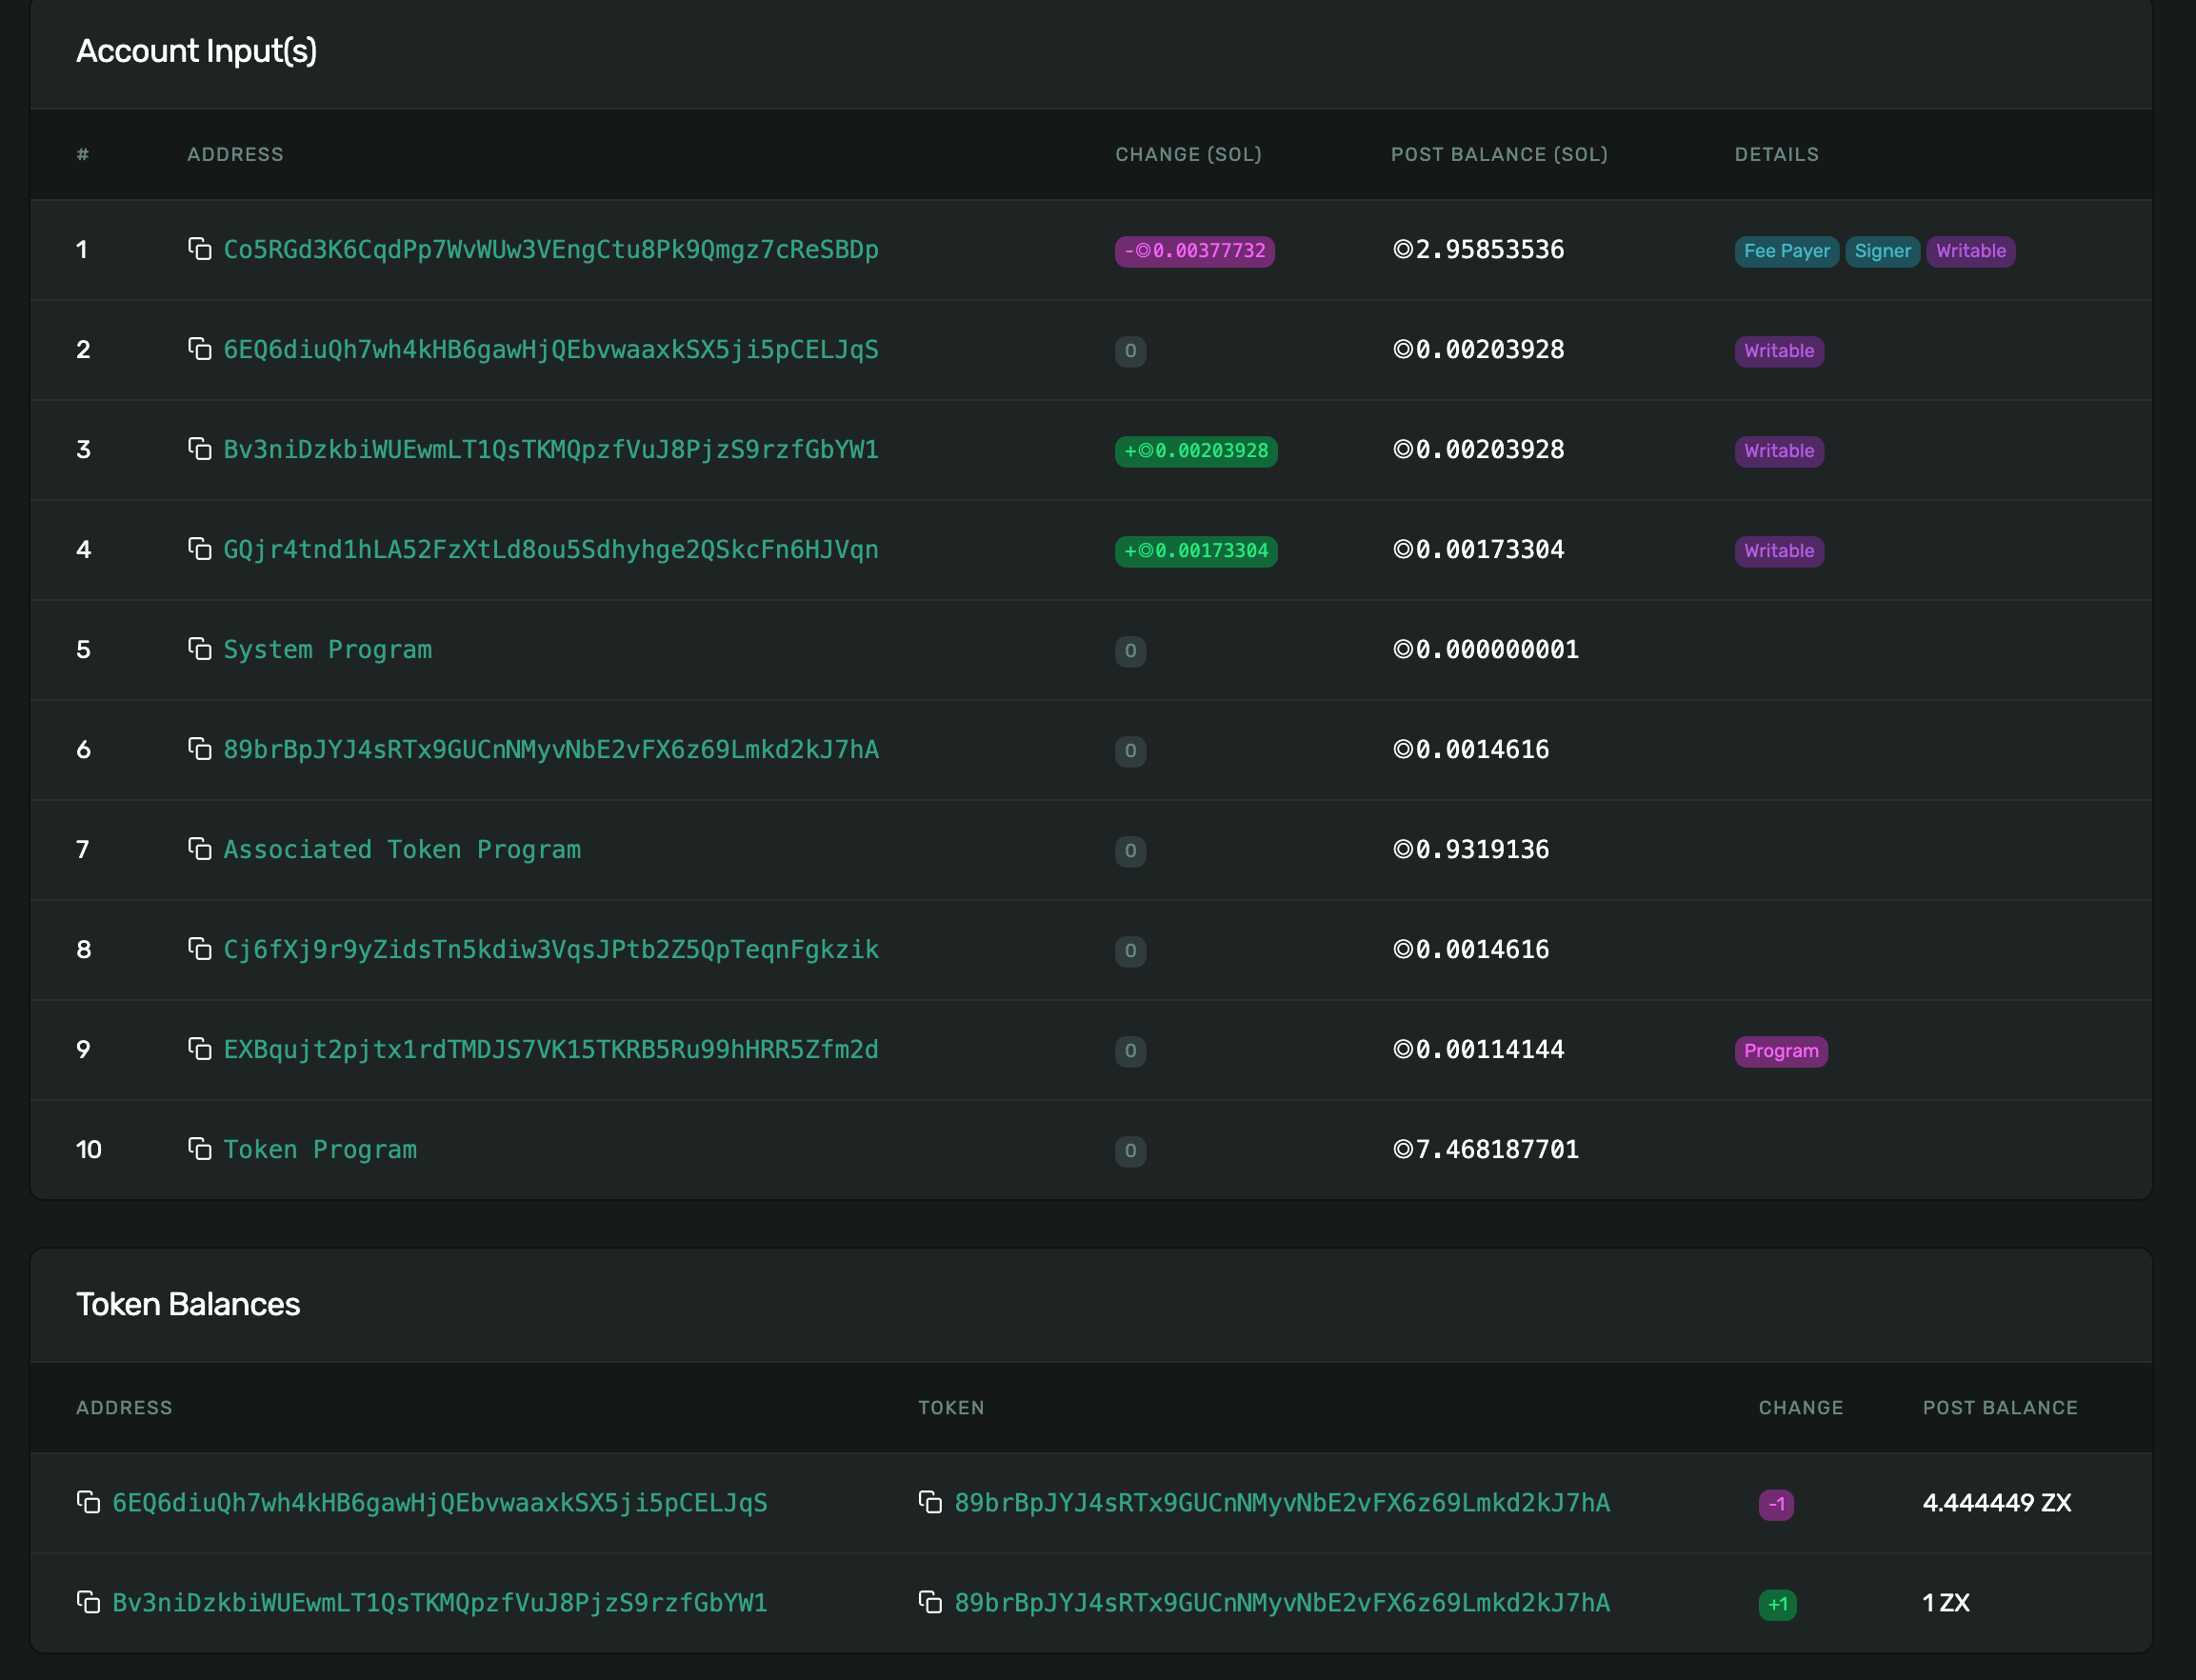 Account Input(s)
# ADDRESS CHANGE (SOL) POST BALANCE (SOL) DETAILS
1 Co5RGd3K6CqdPp7WvWUw3VEngCtu8Pk9Qmgz7cReSBDp -◎0.00377732 ◎2.95853536 Fee Payer Signer Writable
2 6EQ6diuQh7wh4kHB6gawHjQEbvwaaxkSX5ji5pCELJqS 0 ◎0.00203928 Writable
3 Bv3niDzkbiWUEwmLT1QsTKMQpzfVuJ8PjzS9rzfGbYW1 +◎0.00203928 ◎0.00203928 Writable
4 GQjr4tnd1hLA52FzXtLd8ou5Sdhyhge2QSkcFn6HJVqn +◎0.00173304 ◎0.00173304 Writable
5 System Program 0 ◎0.000000001
6 89brBpJYJ4sRTx9GUCnNMyvNbE2vFX6z69Lmkd2kJ7hA 0 ◎0.0014616
7 Associated Token Program 0 ◎0.9319136
8 Cj6fXj9r9yZidsTn5kdiw3VqsJPtb2Z5QpTeqnFgkzik 0 ◎0.0014616
9 EXBqujt2pjtx1rdTMDJS7VK15TKRB5Ru99hHRR5Zfm2d 0 ◎0.00114144 Program
10 Token Program 0 ◎7.468187701
Token Balances
ADDRESS TOKEN CHANGE POST BALANCE
6EQ6diuQh7wh4kHB6gawHjQEbvwaaxkSX5ji5pCELJqS 89brBpJYJ4sRTx9GUCnNMyvNbE2vFX6z69Lmkd2kJ7hA -1 4.444449 ZX
Bv3niDzkbiWUEwmLT1QsTKMQpzfVuJ8PjzS9rzfGbYW1 89brBpJYJ4sRTx9GUCnNMyvNbE2vFX6z69Lmkd2kJ7hA +1 1 ZX